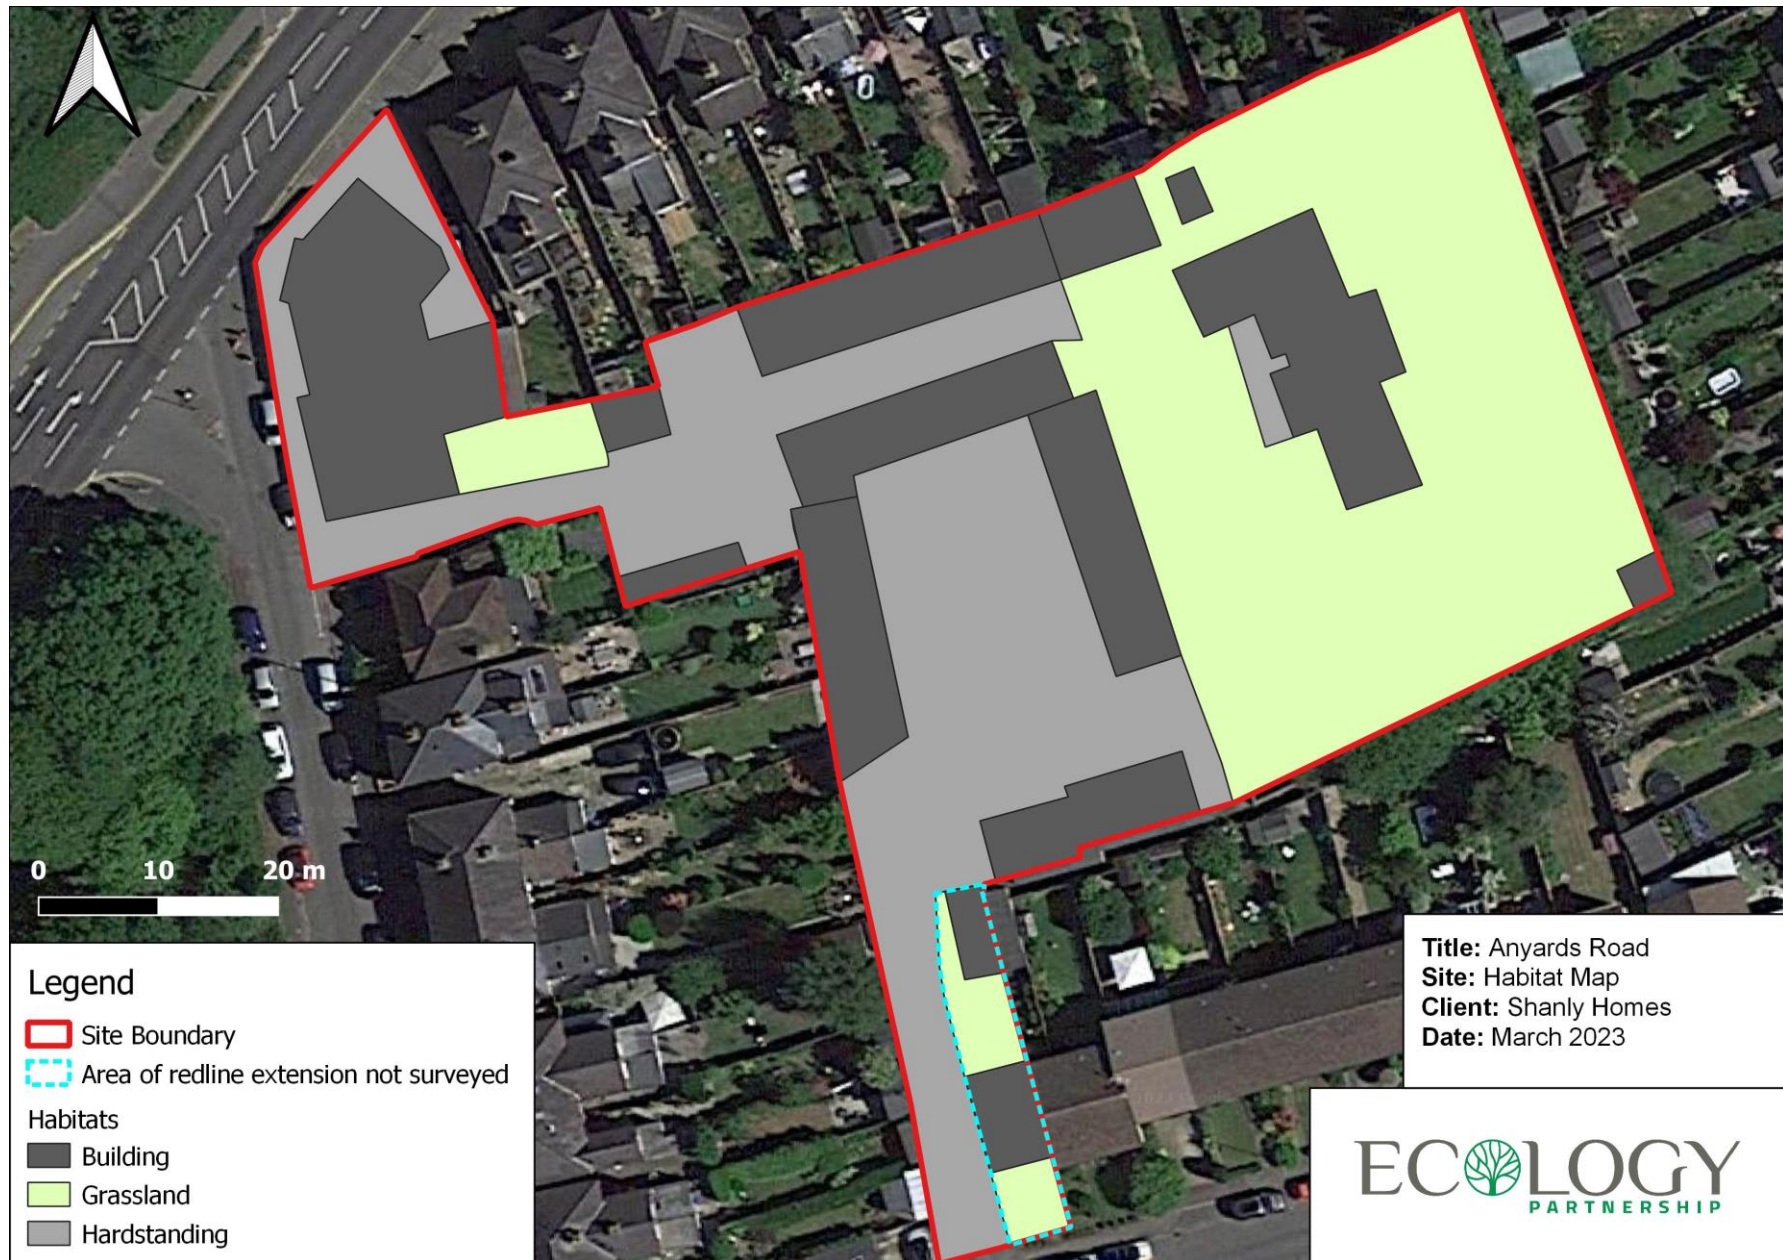 0 10 20 m
Legend
Site Boundary
Area of redline extension not surveyed
Habitats
Building
Grassland
Hardstanding
Title: Anyards Road
Site: Habitat Map
Client: Shanly Homes
Date: March 2023
ECOLOGY
PARTNERSHIP